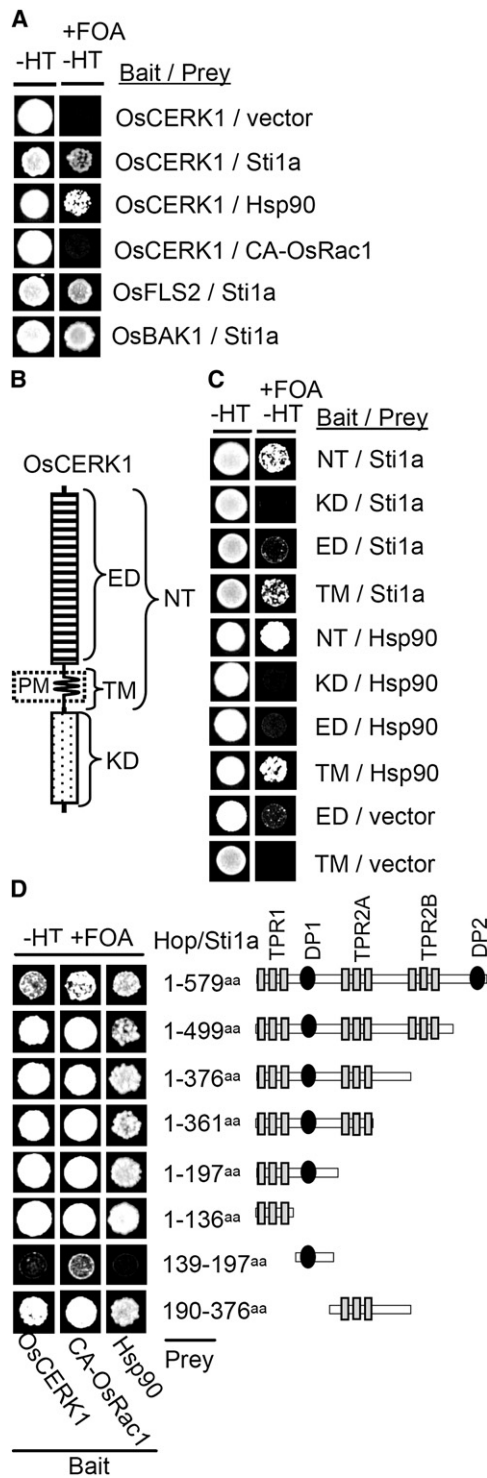 A
+FOA
-HT -HT Bait / Prey
OsCERK1 / vector
OsCERK1 / Sti1a
OsCERK1 / Hsp90
OsCERK1 / CA-OsRac1
OsFLS2 / Sti1a
OsBAK1 / Sti1a
B
OsCERK1
ED
NT
PM
TM
KD
C
+FOA
-HT -HT Bait / Prey
NT / Sti1a
KD / Sti1a
ED / Sti1a
TM / Sti1a
NT / Hsp90
KD / Hsp90
ED / Hsp90
TM / Hsp90
ED / vector
TM / vector
D
-HT +FOA Hop/Sti1a
TPR1
DP1
TPR2A
TPR2B
DP2
1-579aa
1-499aa
1-376aa
1-361aa
1-197aa
1-136aa
139-197aa
190-376aa
OsCERK1
CA-OsRac1
Hsp90
Prey
Bait